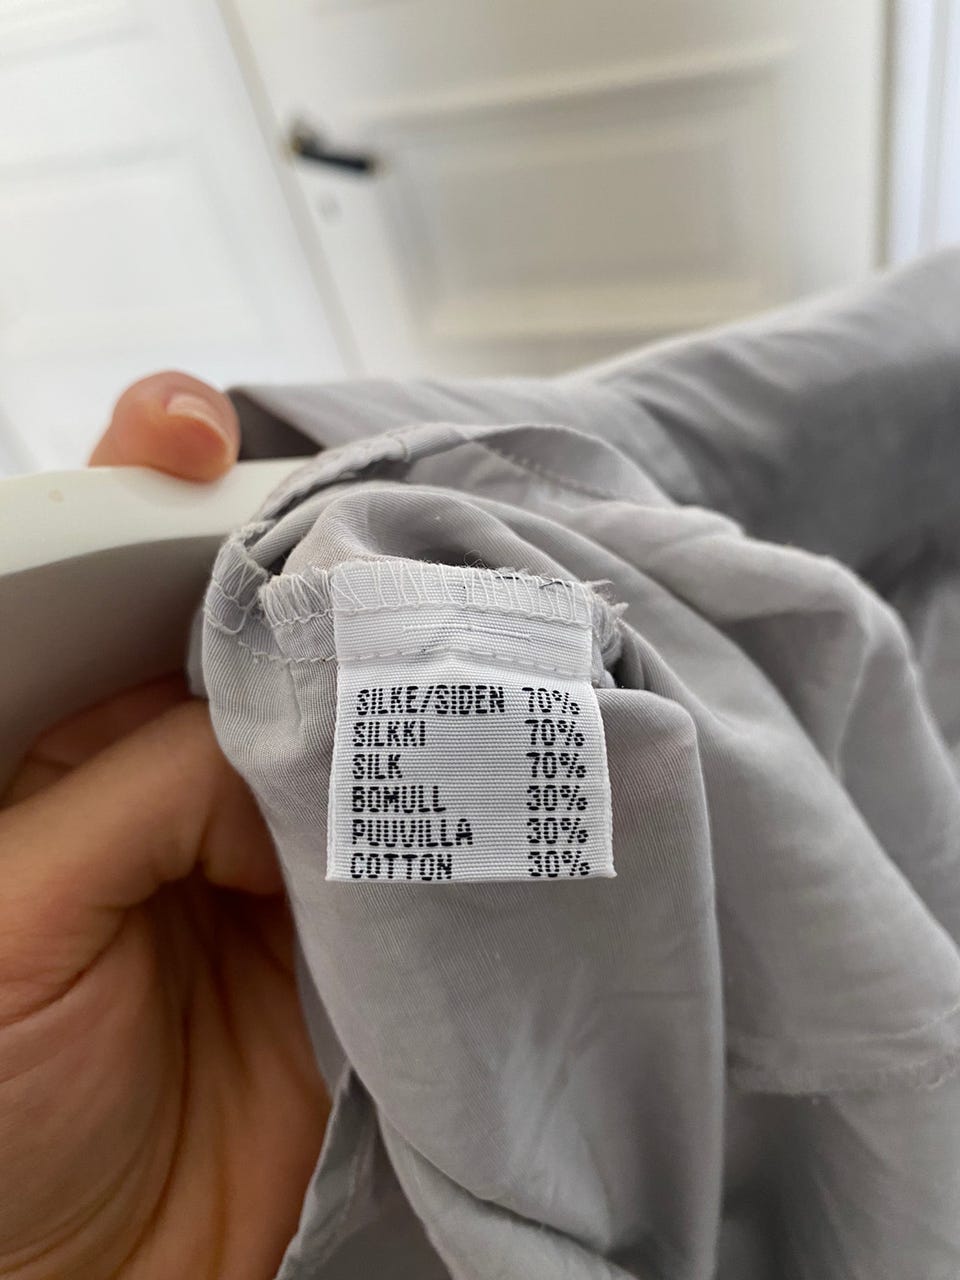 SILKE/SIDEN 70%
SILKKI 70%
SILK 70%
BOMULL 30%
PUUVILLA 30%
COTTON 30%